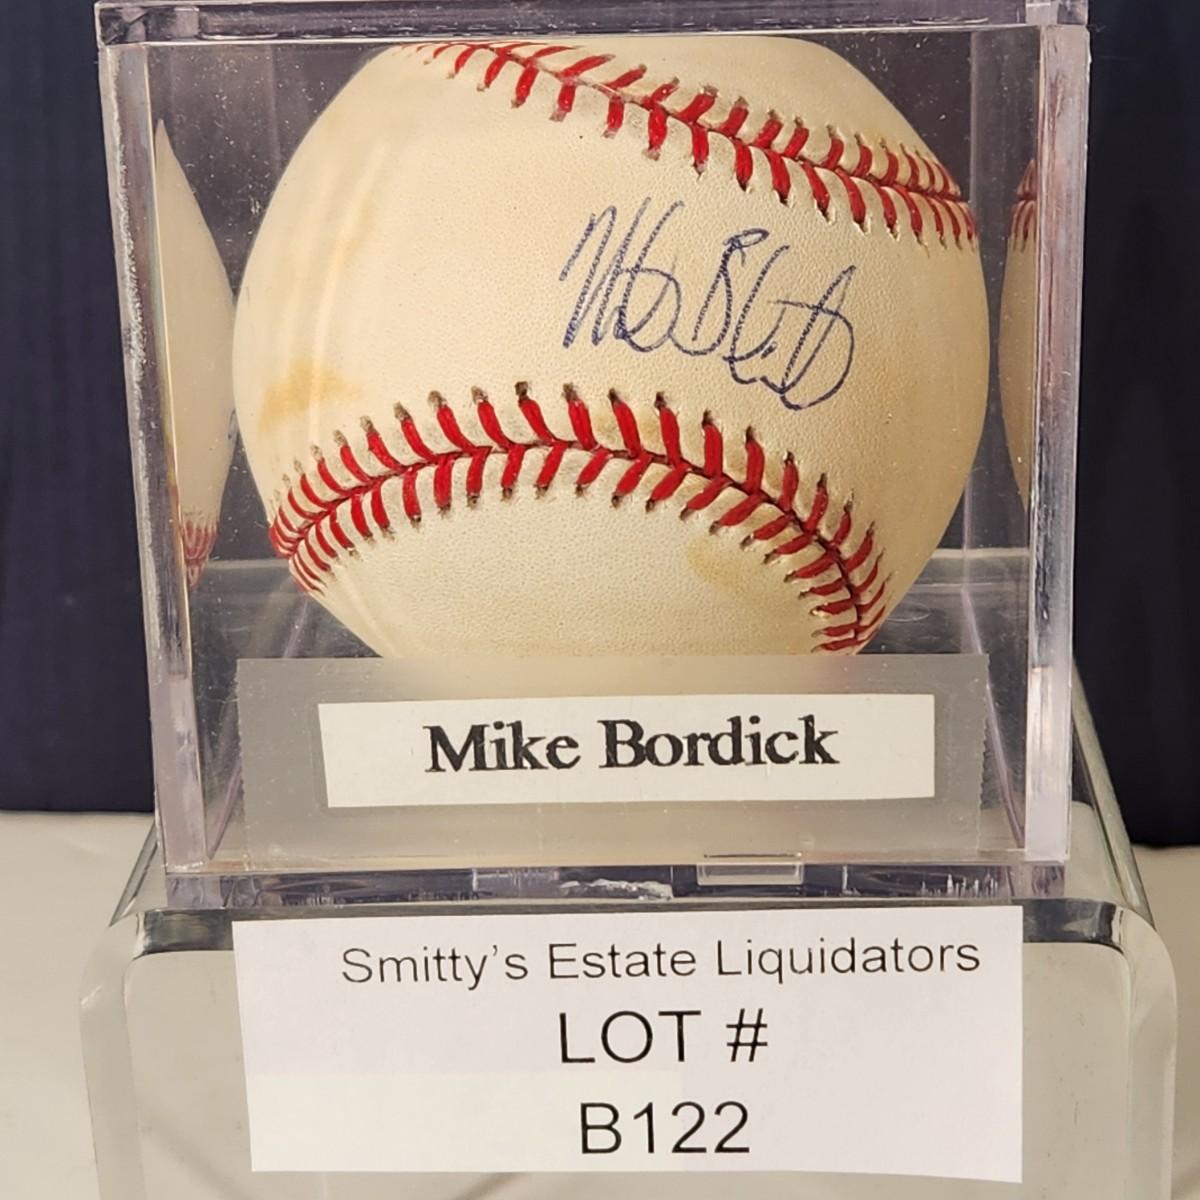 Mike Bordick
Smitty's Estate Liquidators
LOT #
B122